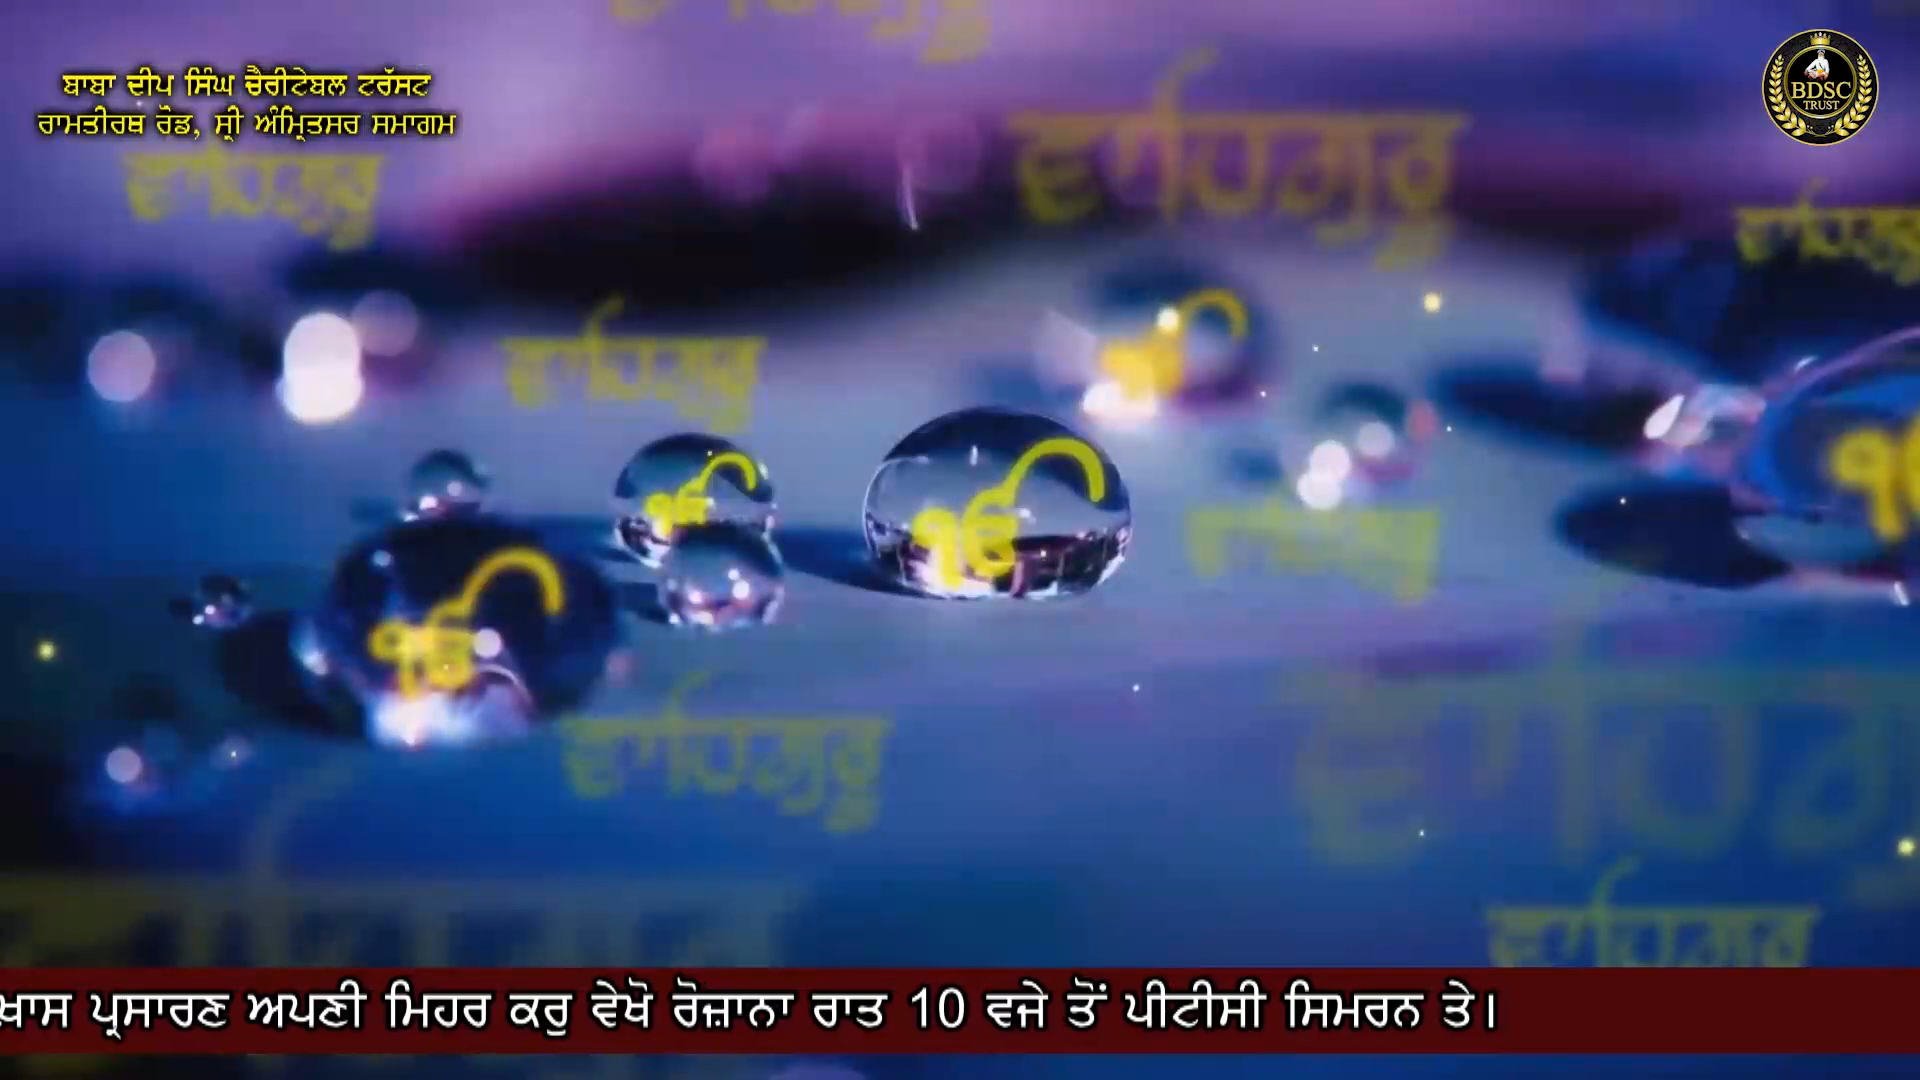 ਬਾਬਾ ਦੀਪ ਸਿੰਘ ਚੈਰੀਟੇਬਲ ਟਰੱਸਟ
ਰਾਮਤੀਰਥ ਰੋਡ, ਸ੍ਰੀ ਅੰਮ੍ਰਿਤਸਰ ਸਮਾਗਮ
BDSC
TRUST
ਵਾਹਿਗੁਰੂ
ਵਾਹਿਗੁਰੂ
ਵਾਹਿਗੁਰੂ
ਵਾਹਿਗੁਰੂ
ੴ
ੴ
ੴ
ੴ
ਵਾਹਿਗੁਰੂ
ੴ
ਵਾਹਿਗੁਰੂ
ਵਾਹਿਗੁਰੂ
ਖ਼ਾਸ ਪ੍ਰਸਾਰਣ ਅਪਣੀ ਮਿਹਰ ਕਰੁ ਵੇਖੋ ਰੋਜ਼ਾਨਾ ਰਾਤ 10 ਵਜੇ ਤੋਂ ਪੀਟੀਸੀ ਸਿਮਰਨ ਤੇ।